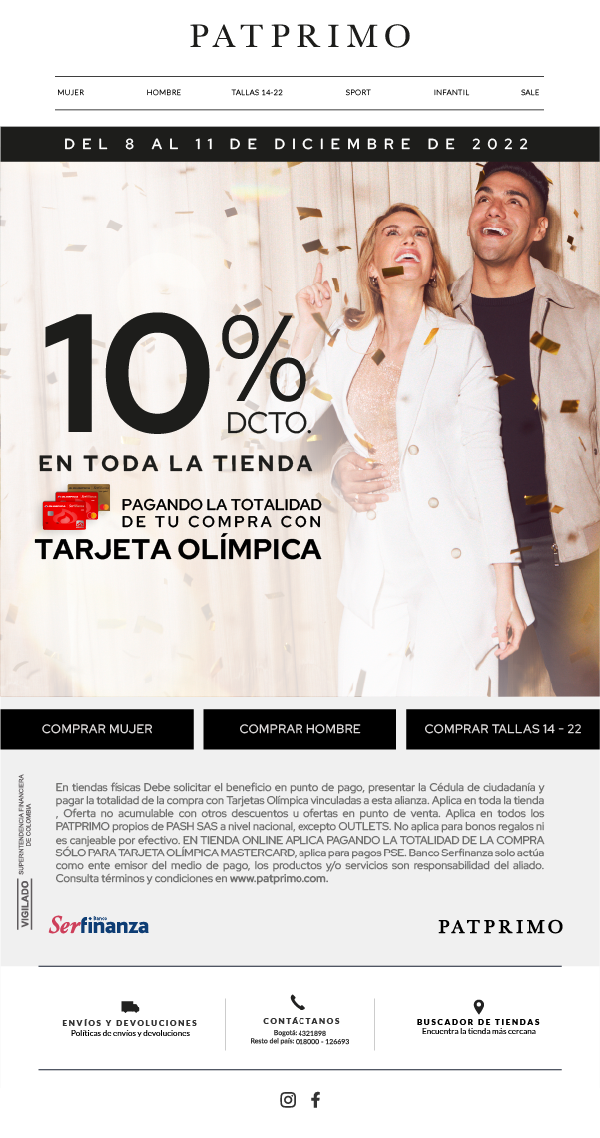 PATPRIMO
MUJER HOMBRE TALLAS 14-22 SPORT INFANTIL SALE
DEL 8 AL 11 DE DICIEMBRE DE 2022
10%
DCTO.
EN TODA LA TIENDA
PAGANDO LA TOTALIDAD
DE TU COMPRA CON
TARJETA OLÍMPICA
COMPRAR MUJER COMPRAR HOMBRE COMPRAR TALLAS 14 - 22
En tiendas físicas Debe solicitar el beneficio en punto de pago, presentar la Cédula de ciudadanía y
pagar la totalidad de la compra con Tarjetas Olímpica vinculadas a esta alianza. Aplica en toda la tienda
, Oferta no acumulable con otros descuentos u ofertas en punto de venta. Aplica en todos los
PATPRIMO propios de PASH SAS a nivel nacional, excepto OUTLETS. No aplica para bonos regalos ni
es canjeable por efectivo. EN TIENDA ONLINE APLICA PAGANDO LA TOTALIDAD DE LA COMPRA
SÓLO PARA TARJETA OLÍMPICA MASTERCARD, aplica para pagos PSE. Banco Serfinanza solo actúa
como ente emisor del medio de pago, los productos y/o servicios son responsabilidad del aliado.
Consulta términos y condiciones en www.patprimo.com.
VIGILADO SUPERINTENDENCIA FINANCIERA
DE COLOMBIA
Banco
Serfinanza
PATPRIMO
ENVÍOS Y DEVOLUCIONES
Políticas de envíos y devoluciones
CONTÁCTANOS
Bogotá: 4321898
Resto del país: 018000 - 126693
BUSCADOR DE TIENDAS
Encuentra la tienda más cercana